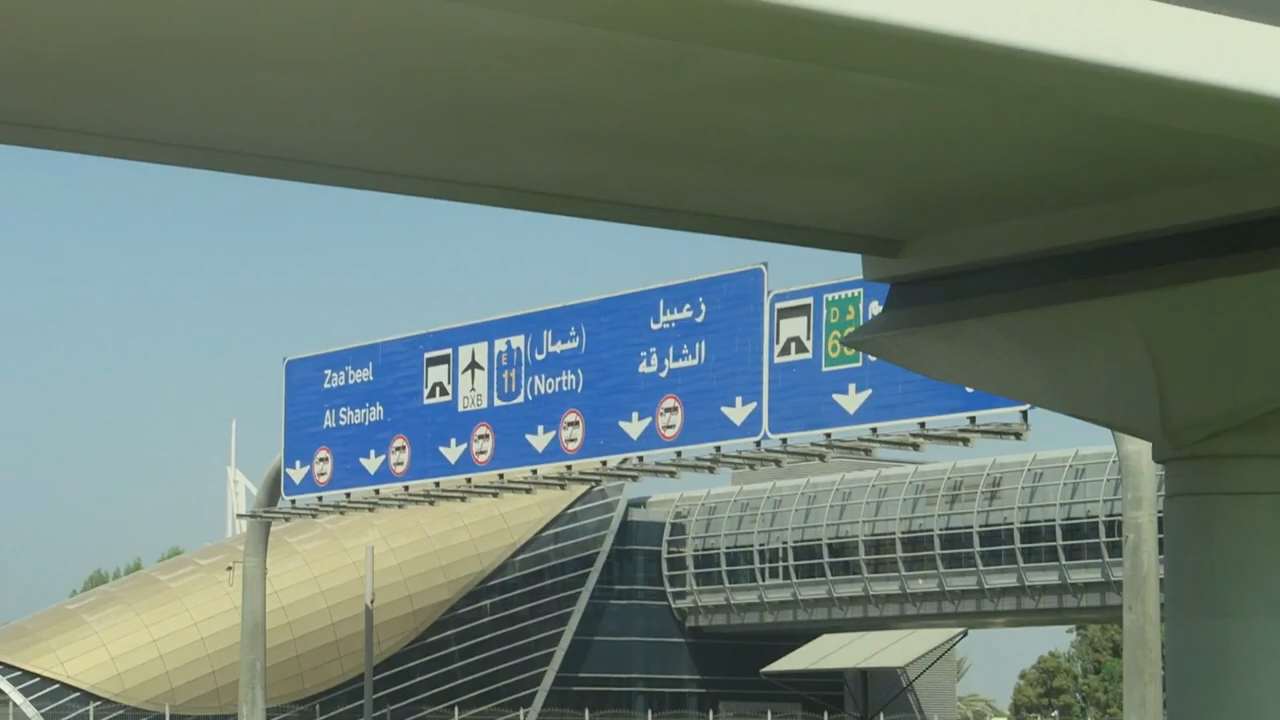 Zaa'beel
Al Sharjah
DXB
E
11
(شمال)
(North)
زعبيل
الشارقة
D د